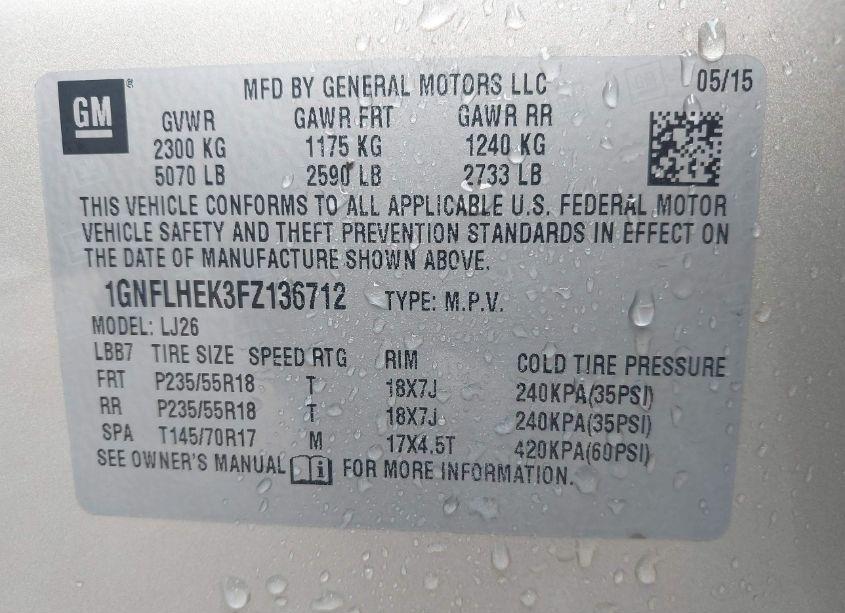 GM ® MFD BY GENERAL MOTORS LLC 05/15
GVWR GAWR FRT GAWR RR
2300 KG 1175 KG 1240 KG
5070 LB 2590 LB 2733 LB
THIS VEHICLE CONFORMS TO ALL APPLICABLE U.S. FEDERAL MOTOR
VEHICLE SAFETY AND THEFT PREVENTION STANDARDS IN EFFECT ON
THE DATE OF MANUFACTURE SHOWN ABOVE.
1GNFLHEK3FZ136712 TYPE: M.P.V.
MODEL: LJ26
LBB7 TIRE SIZE SPEED RTG RIM COLD TIRE PRESSURE
FRT P235/55R18 T 18X7J 240KPA(35PSI)
RR P235/55R18 T 18X7J 240KPA(35PSI)
SPA T145/70R17 M 17X4.5T 420KPA(60PSI)
SEE OWNER'S MANUAL i FOR MORE INFORMATION.